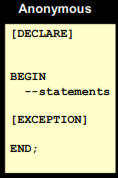 Anonymous
[DECLARE]
BEGIN
--statements
[EXCEPTION]
END;